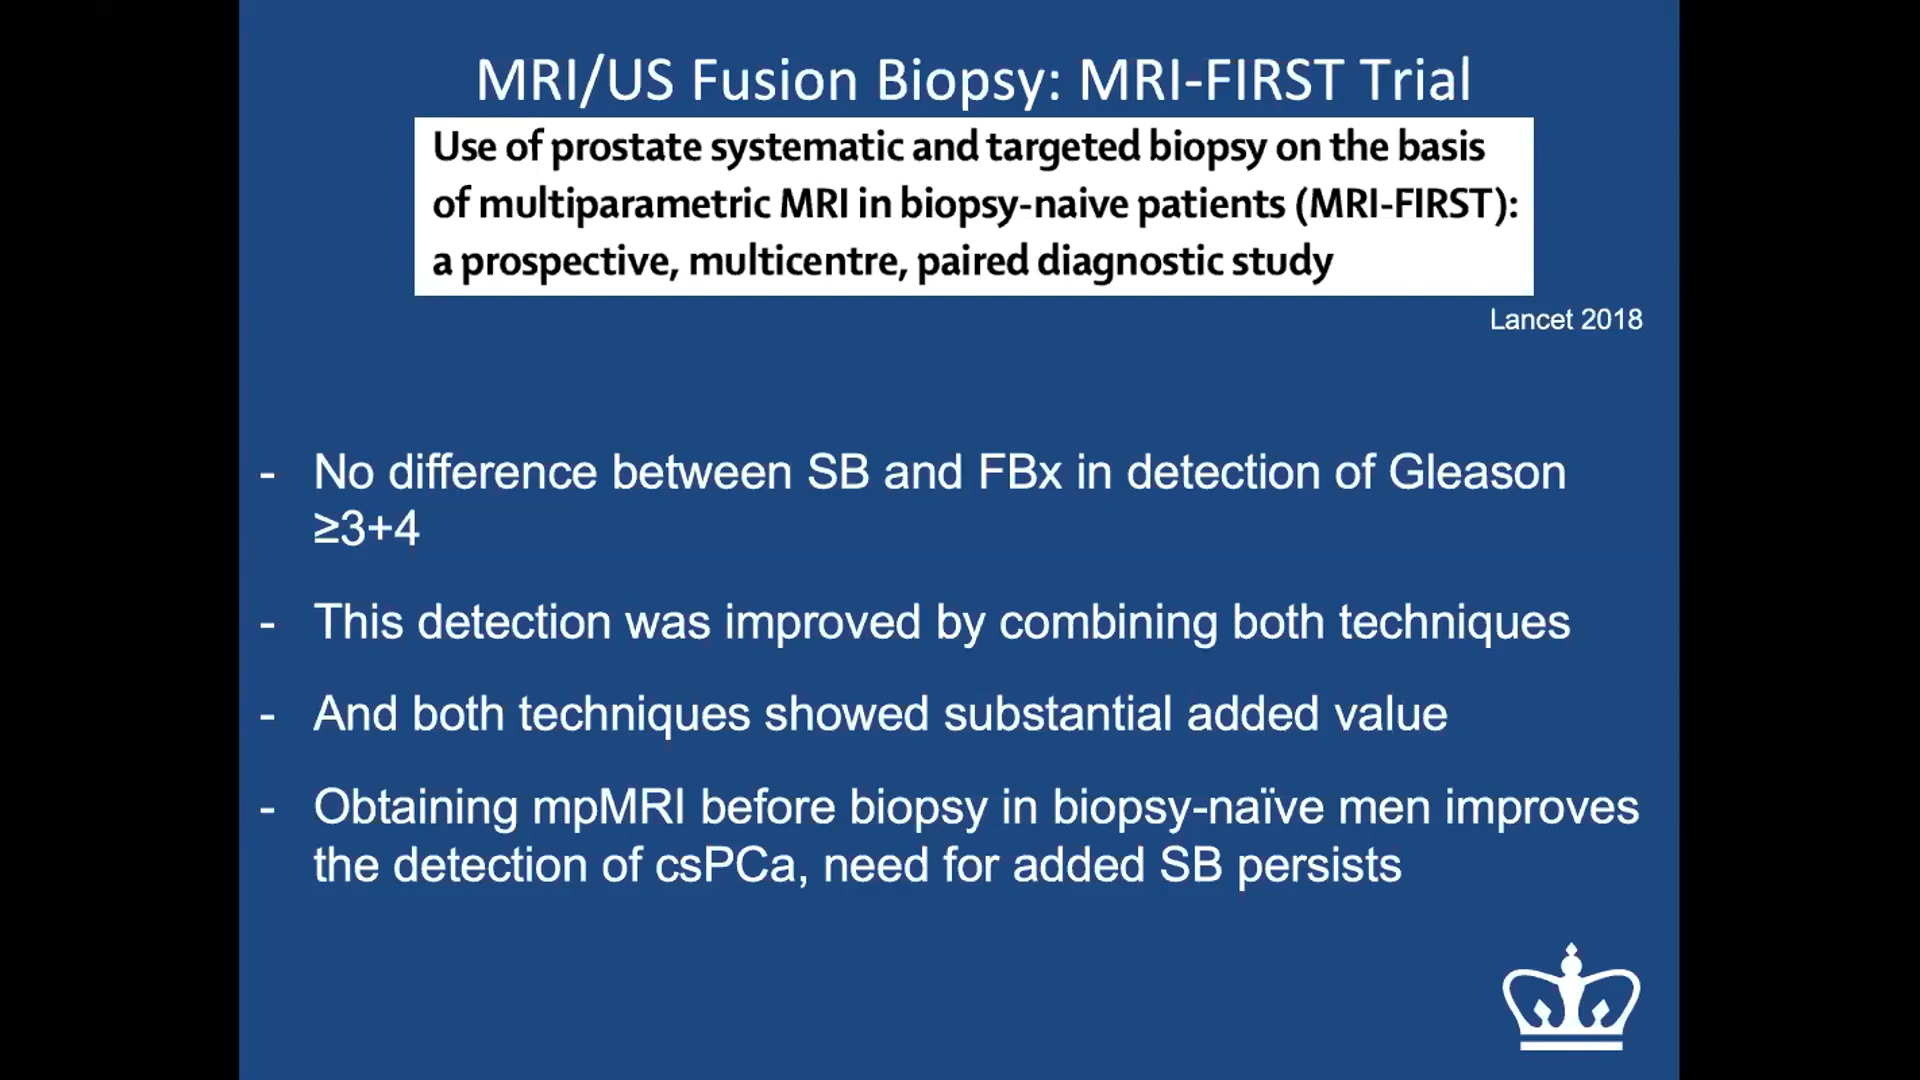 MRI/US Fusion Biopsy: MRI-FIRST Trial
Use of prostate systematic and targeted biopsy on the basis
of multiparametric MRI in biopsy-naive patients (MRI-FIRST):
a prospective, multicentre, paired diagnostic study
Lancet 2018
- No difference between SB and FBx in detection of Gleason
≥3+4
- This detection was improved by combining both techniques
- And both techniques showed substantial added value
- Obtaining mpMRI before biopsy in biopsy-naïve men improves
the detection of csPCa, need for added SB persists